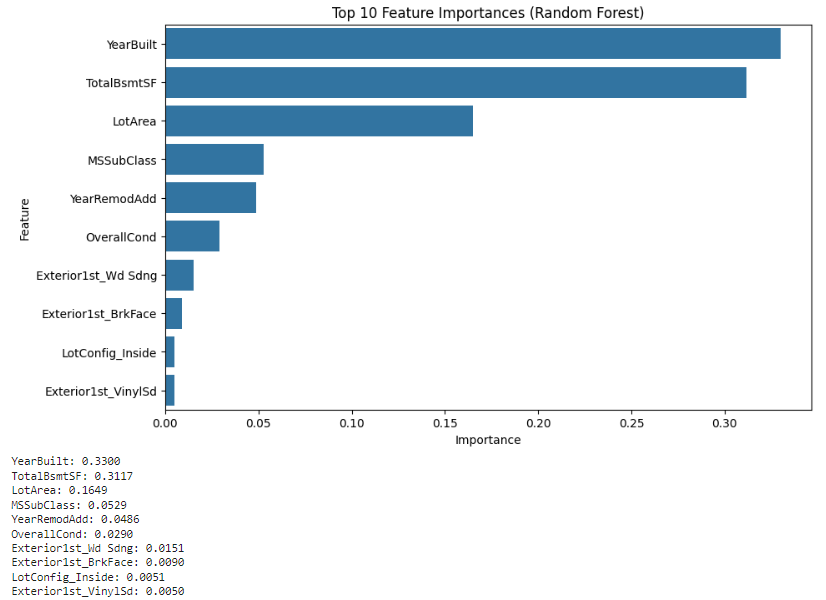 Top 10 Feature Importances (Random Forest)
Feature
YearBuilt
TotalBsmtSF
LotArea
MSSubClass
YearRemodAdd
OverallCond
Exterior1st_Wd Sdng
Exterior1st_BrkFace
LotConfig_Inside
Exterior1st_VinylSd
0.00 0.05 0.10 0.15 0.20 0.25 0.30
Importance
YearBuilt: 0.3300
TotalBsmtSF: 0.3117
LotArea: 0.1649
MSSubClass: 0.0529
YearRemodAdd: 0.0486
OverallCond: 0.0290
Exterior1st_Wd Sdng: 0.0151
Exterior1st_BrkFace: 0.0090
LotConfig_Inside: 0.0051
Exterior1st_VinylSd: 0.0050